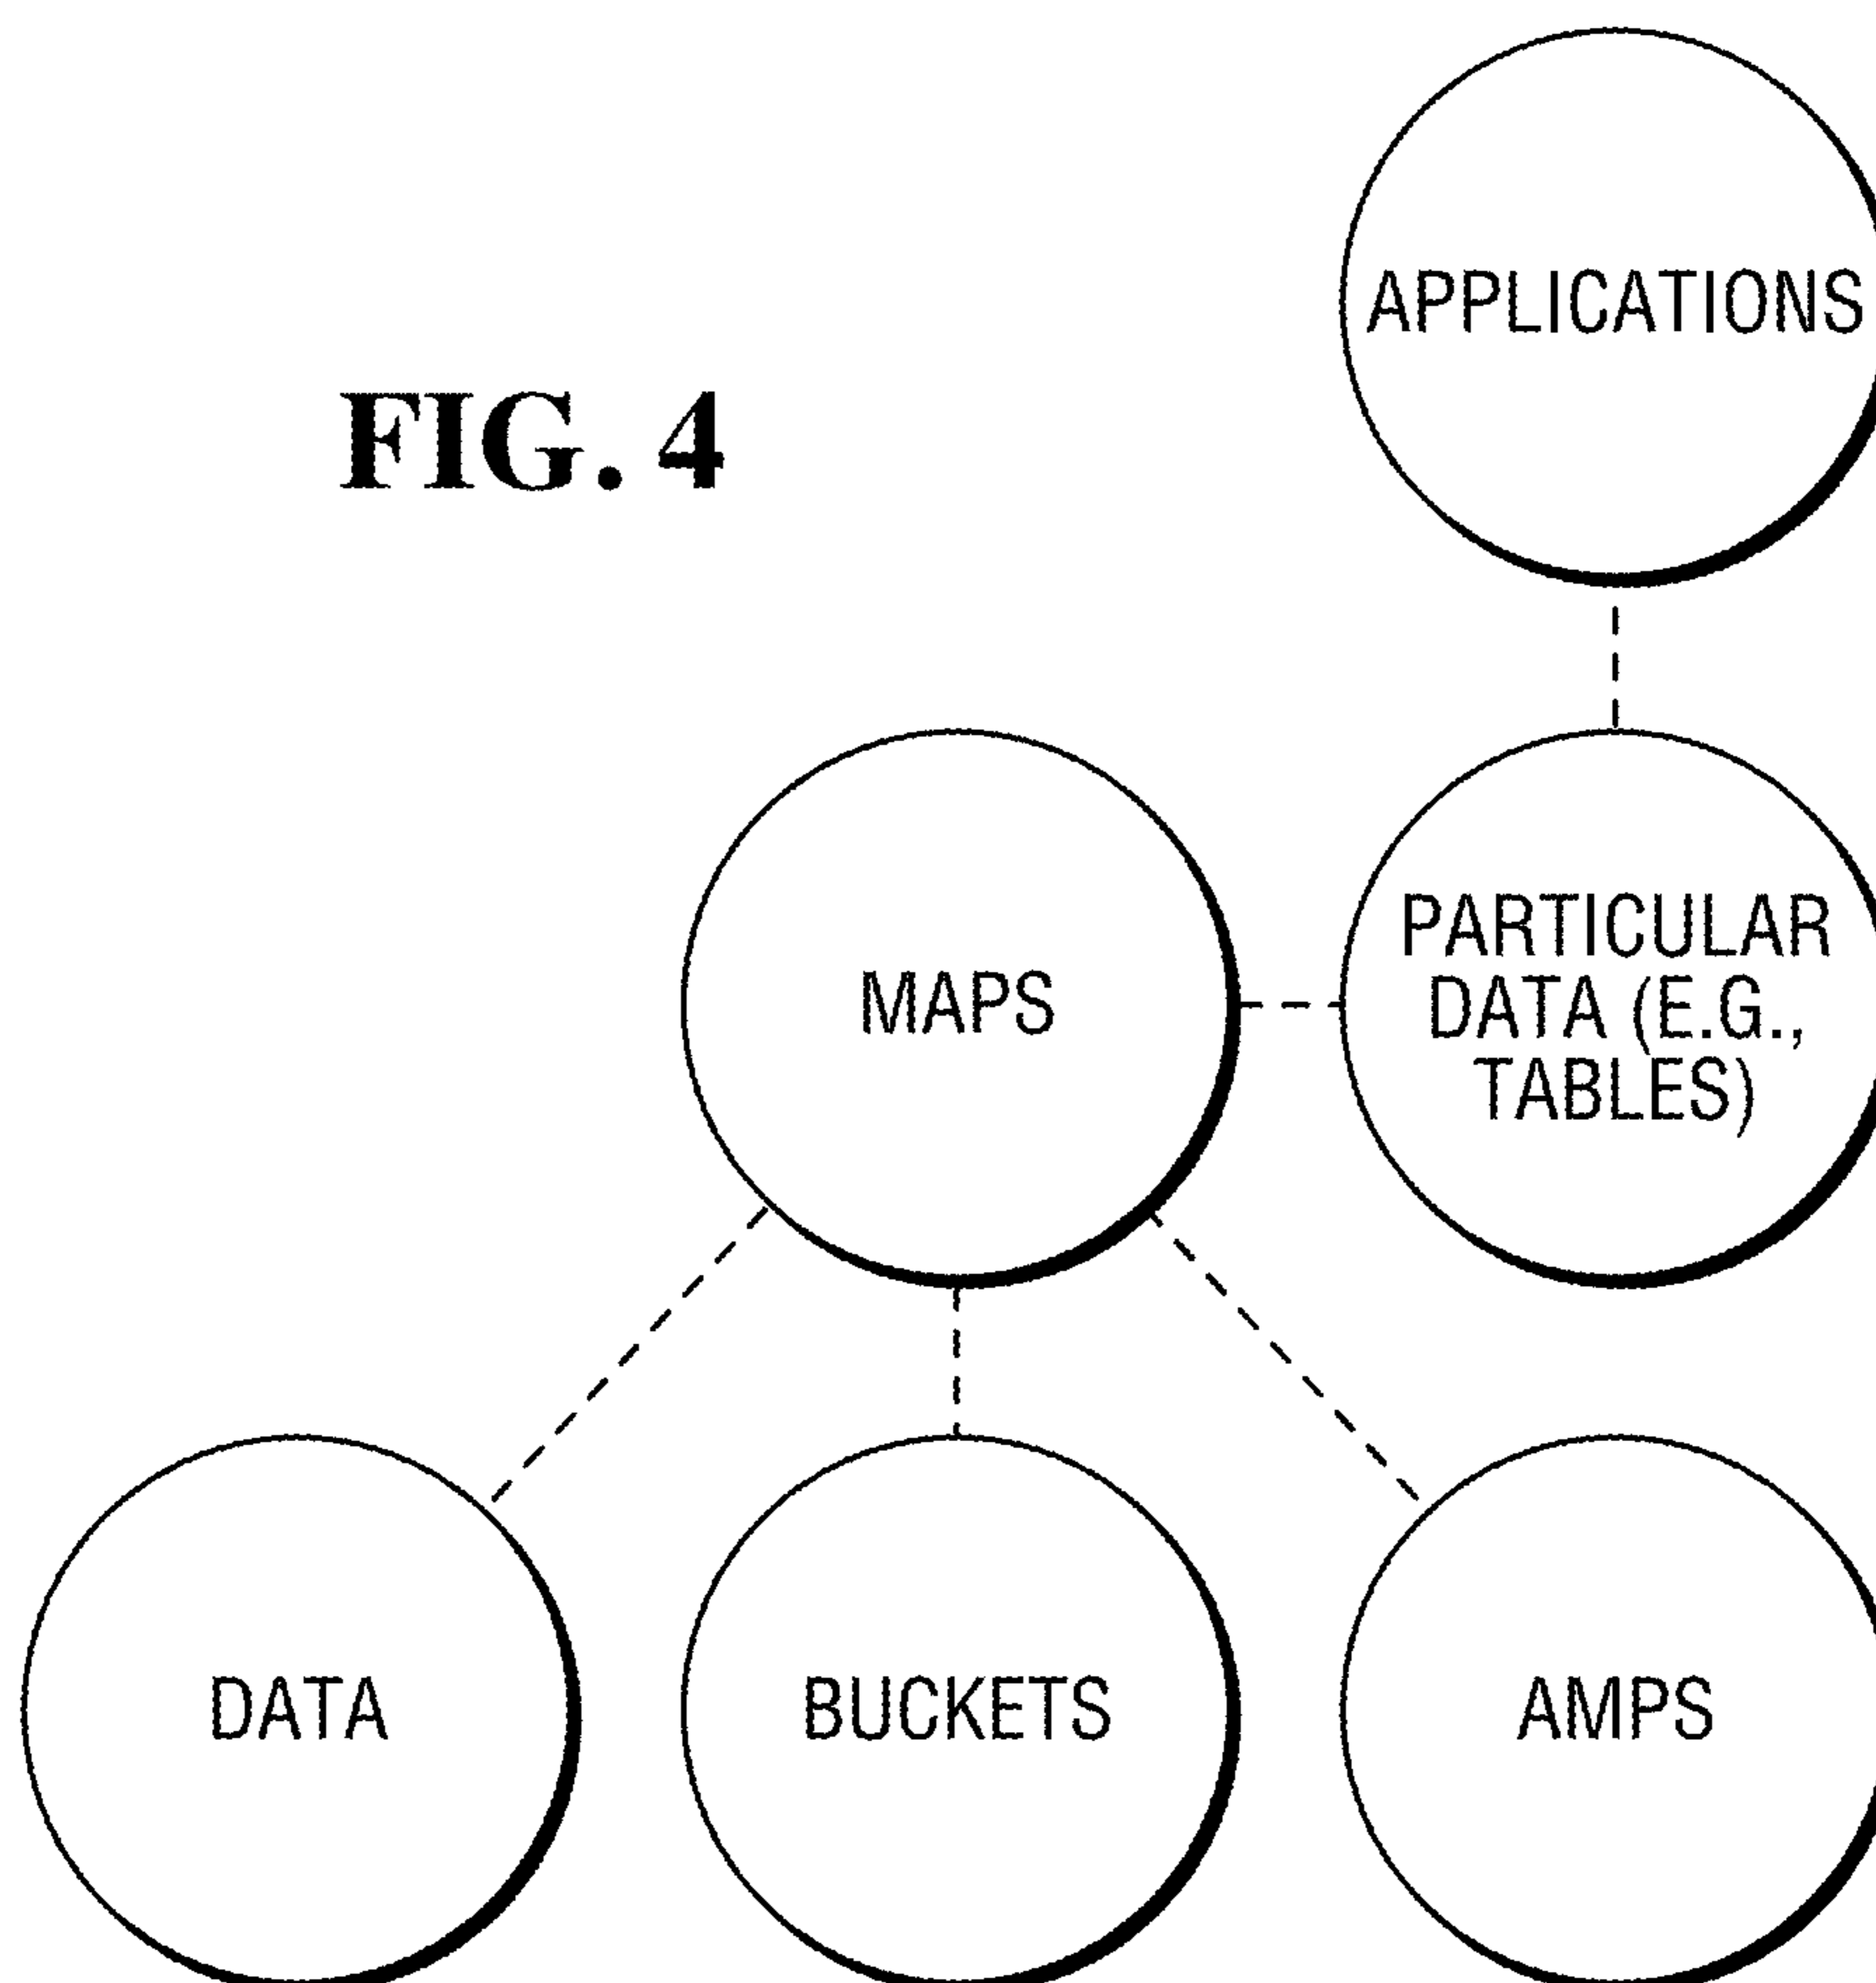 APPLICATIONS
FIG. 4
MAPS
PARTICULAR
DATA (E.G.,
TABLES)
DATA
BUCKETS
AMPS